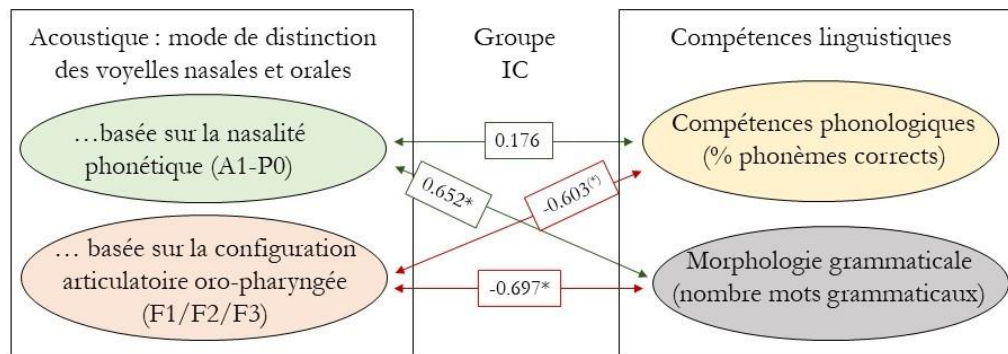 Acoustique : mode de distinction
des voyelles nasales et orales
…basée sur la nasalité
phonétique (A1-P0)
… basée sur la configuration
articulatoire oro-pharyngée
(F1/F2/F3)
Groupe
IC
0.176
0.652*
-0.603(*)
-0.697*
Compétences linguistiques
Compétences phonologiques
(% phonèmes corrects)
Morphologie grammaticale
(nombre mots grammaticaux)